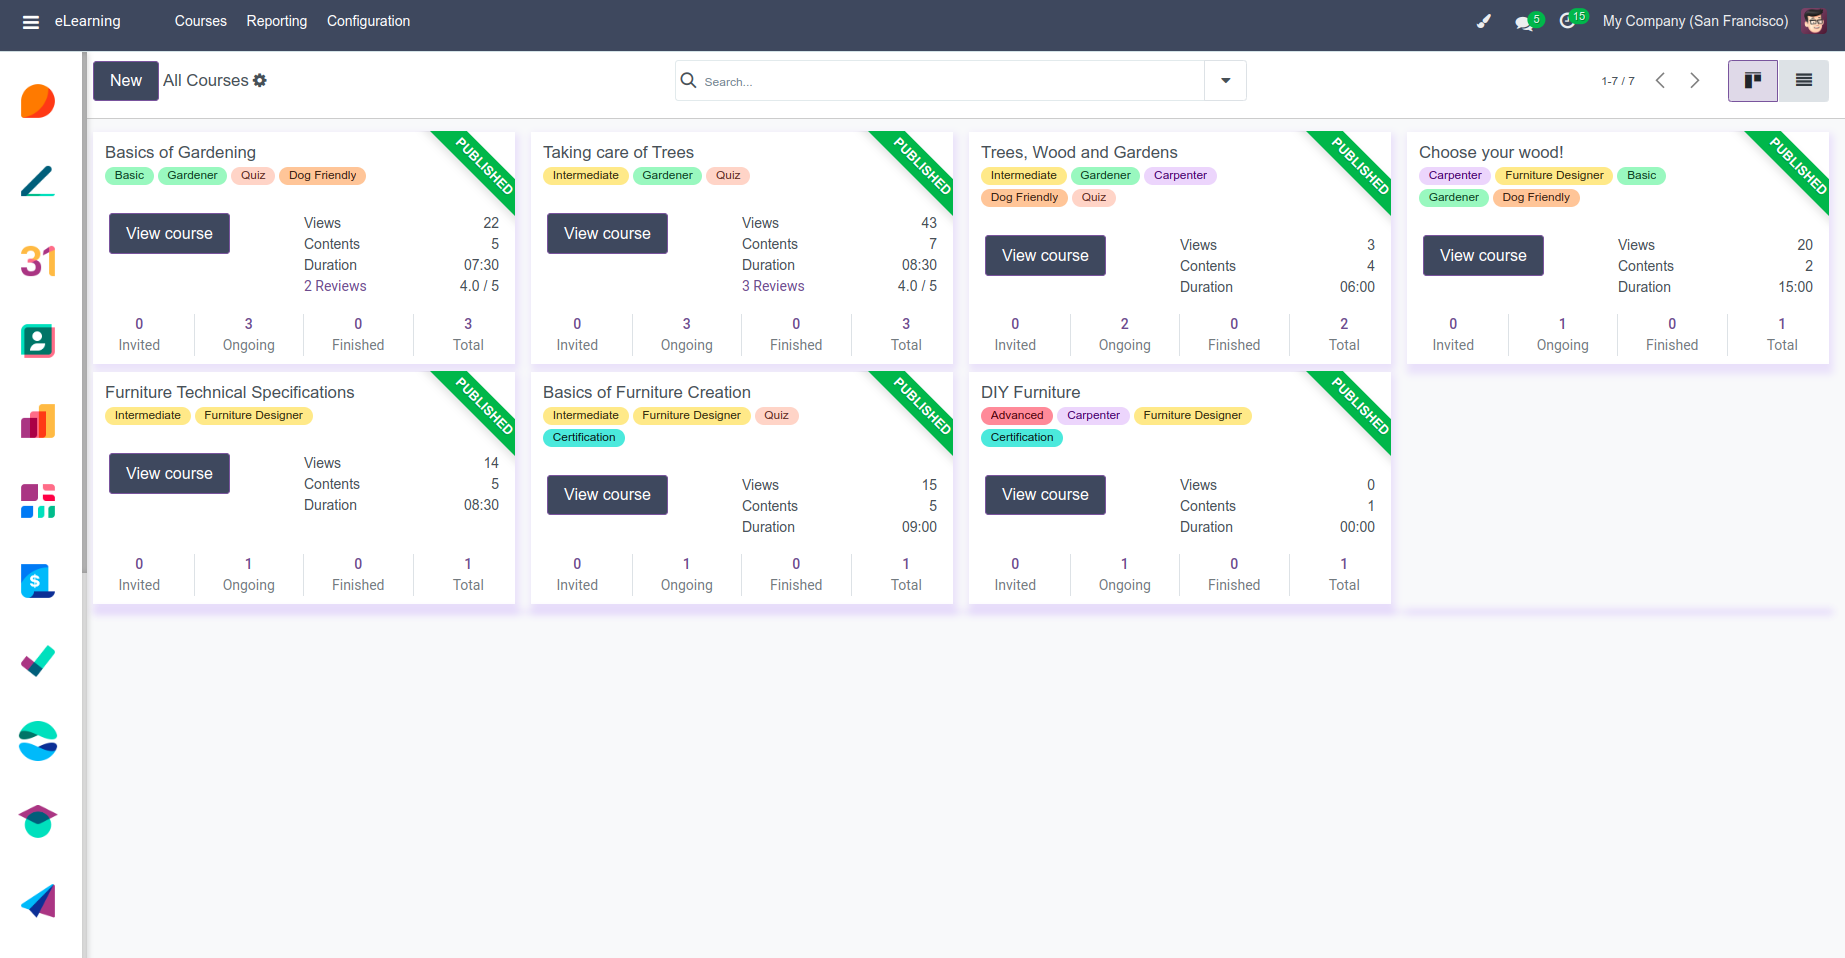 eLearning Courses Reporting Configuration 5 15 My Company (San Francisco)
New All Courses Search... 1-7 / 7
31
$
Basics of Gardening
Basic Gardener Quiz Dog Friendly
PUBLISHED
View course
Views 22
Contents 5
Duration 07:30
2 Reviews 4.0 / 5
0 3 0 3
Invited Ongoing Finished Total
Taking care of Trees
Intermediate Gardener Quiz
PUBLISHED
View course
Views 43
Contents 7
Duration 08:30
3 Reviews 4.0 / 5
0 3 0 3
Invited Ongoing Finished Total
Trees, Wood and Gardens
Intermediate Gardener Carpenter
Dog Friendly Quiz
PUBLISHED
View course
Views 3
Contents 4
Duration 06:00
0 2 0 2
Invited Ongoing Finished Total
Choose your wood!
Carpenter Furniture Designer Basic
Gardener Dog Friendly
PUBLISHED
View course
Views 20
Contents 2
Duration 15:00
0 1 0 1
Invited Ongoing Finished Total
Furniture Technical Specifications
Intermediate Furniture Designer
PUBLISHED
View course
Views 14
Contents 5
Duration 08:30
0 1 0 1
Invited Ongoing Finished Total
Basics of Furniture Creation
Intermediate Furniture Designer Quiz
Certification
PUBLISHED
View course
Views 15
Contents 5
Duration 09:00
0 1 0 1
Invited Ongoing Finished Total
DIY Furniture
Advanced Carpenter Furniture Designer
Certification
PUBLISHED
View course
Views 0
Contents 1
Duration 00:00
0 1 0 1
Invited Ongoing Finished Total